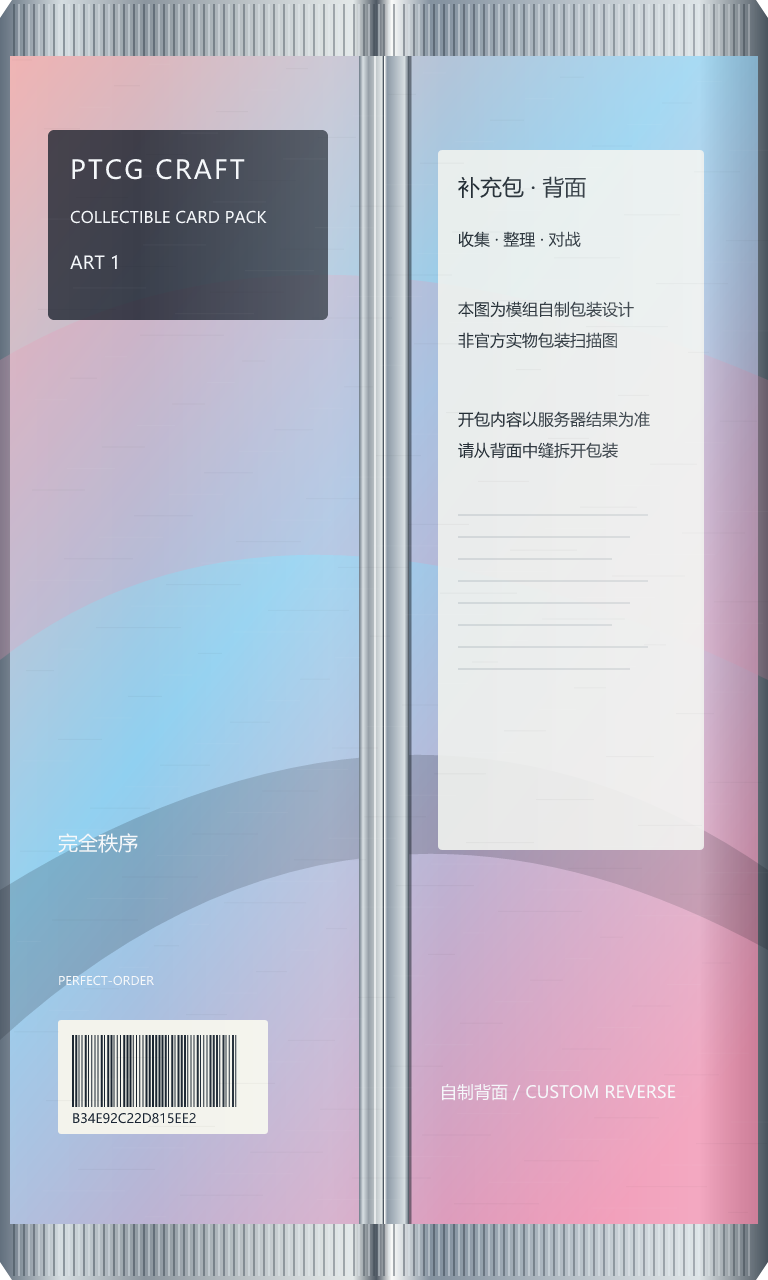 PTCG CRAFT
COLLECTIBLE CARD PACK
ART 1
完全秩序
PERFECT-ORDER
B34E92C22D815EE2
补充包 · 背面
收集 · 整理 · 对战
本图为模组自制包装设计
非官方实物包装扫描图
开包内容以服务器结果为准
请从背面中缝拆开包装
自制背面 / CUSTOM REVERSE